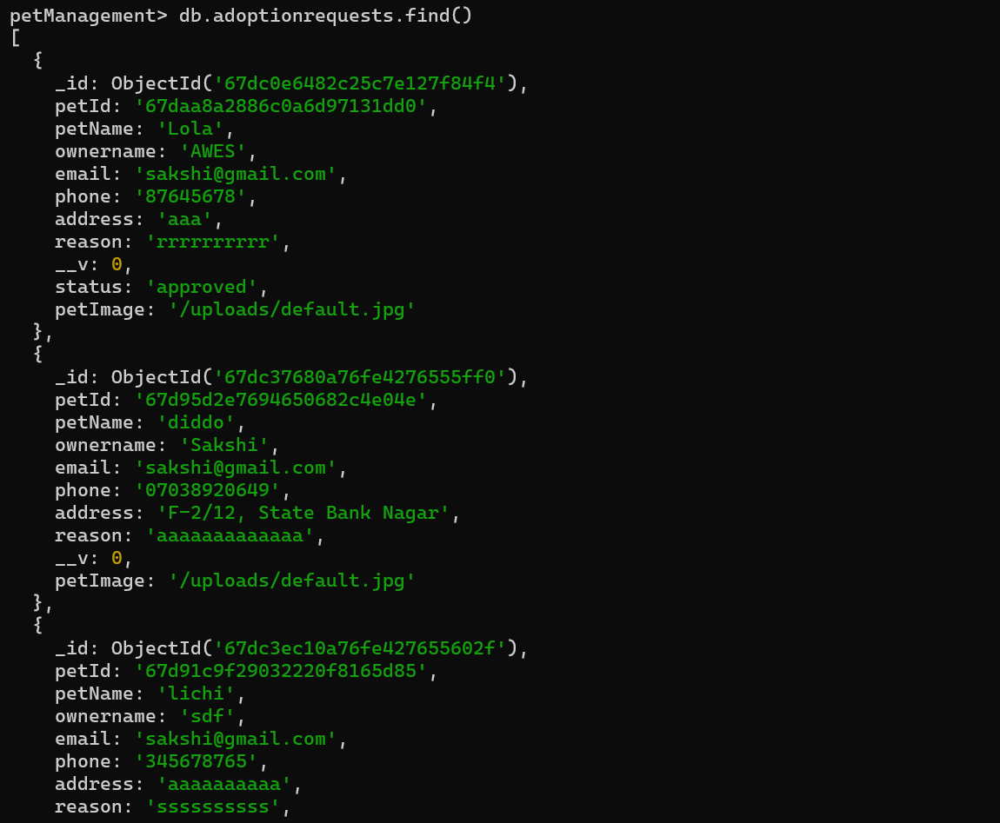 petManagement> db.adoptionrequests.find()
[
  {
    _id: ObjectId('67dc0e6482c25c7e127f84f4'),
    petId: '67daa8a2886c0a6d97131dd0',
    petName: 'Lola',
    ownername: 'AWES',
    email: 'sakshi@gmail.com',
    phone: '87645678',
    address: 'aaa',
    reason: 'rrrrrrrrrr',
    __v: 0,
    status: 'approved',
    petImage: '/uploads/default.jpg'
  },
  {
    _id: ObjectId('67dc37680a76fe4276555ff0'),
    petId: '67d95d2e7694650682c4e04e',
    petName: 'diddo',
    ownername: 'Sakshi',
    email: 'sakshi@gmail.com',
    phone: '07038920649',
    address: 'F-2/12, State Bank Nagar',
    reason: 'aaaaaaaaaaaaa',
    __v: 0,
    petImage: '/uploads/default.jpg'
  },
  {
    _id: ObjectId('67dc3ec10a76fe427655602f'),
    petId: '67d91c9f29032220f8165d85',
    petName: 'lichi',
    ownername: 'sdf',
    email: 'sakshi@gmail.com',
    phone: '345678765',
    address: 'aaaaaaaaaa',
    reason: 'ssssssssss',